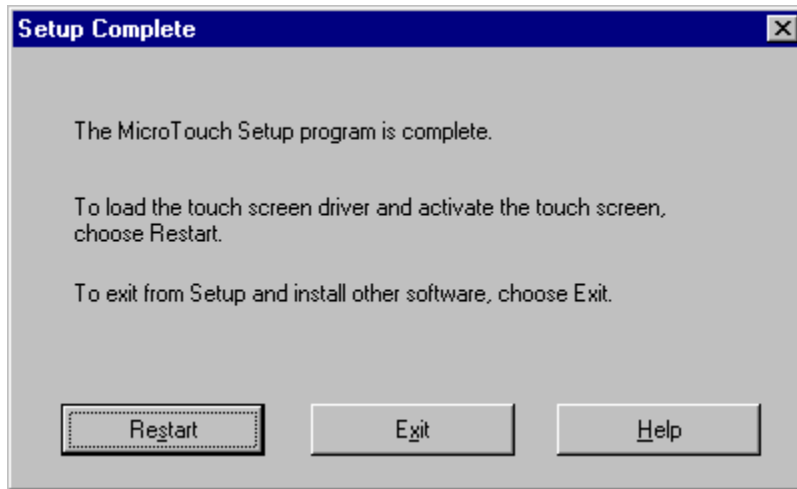 Setup Complete
The MicroTouch Setup program is complete.
To load the touch screen driver and activate the touch screen,
choose Restart.
To exit from Setup and install other software, choose Exit.
Restart
Exit
Help